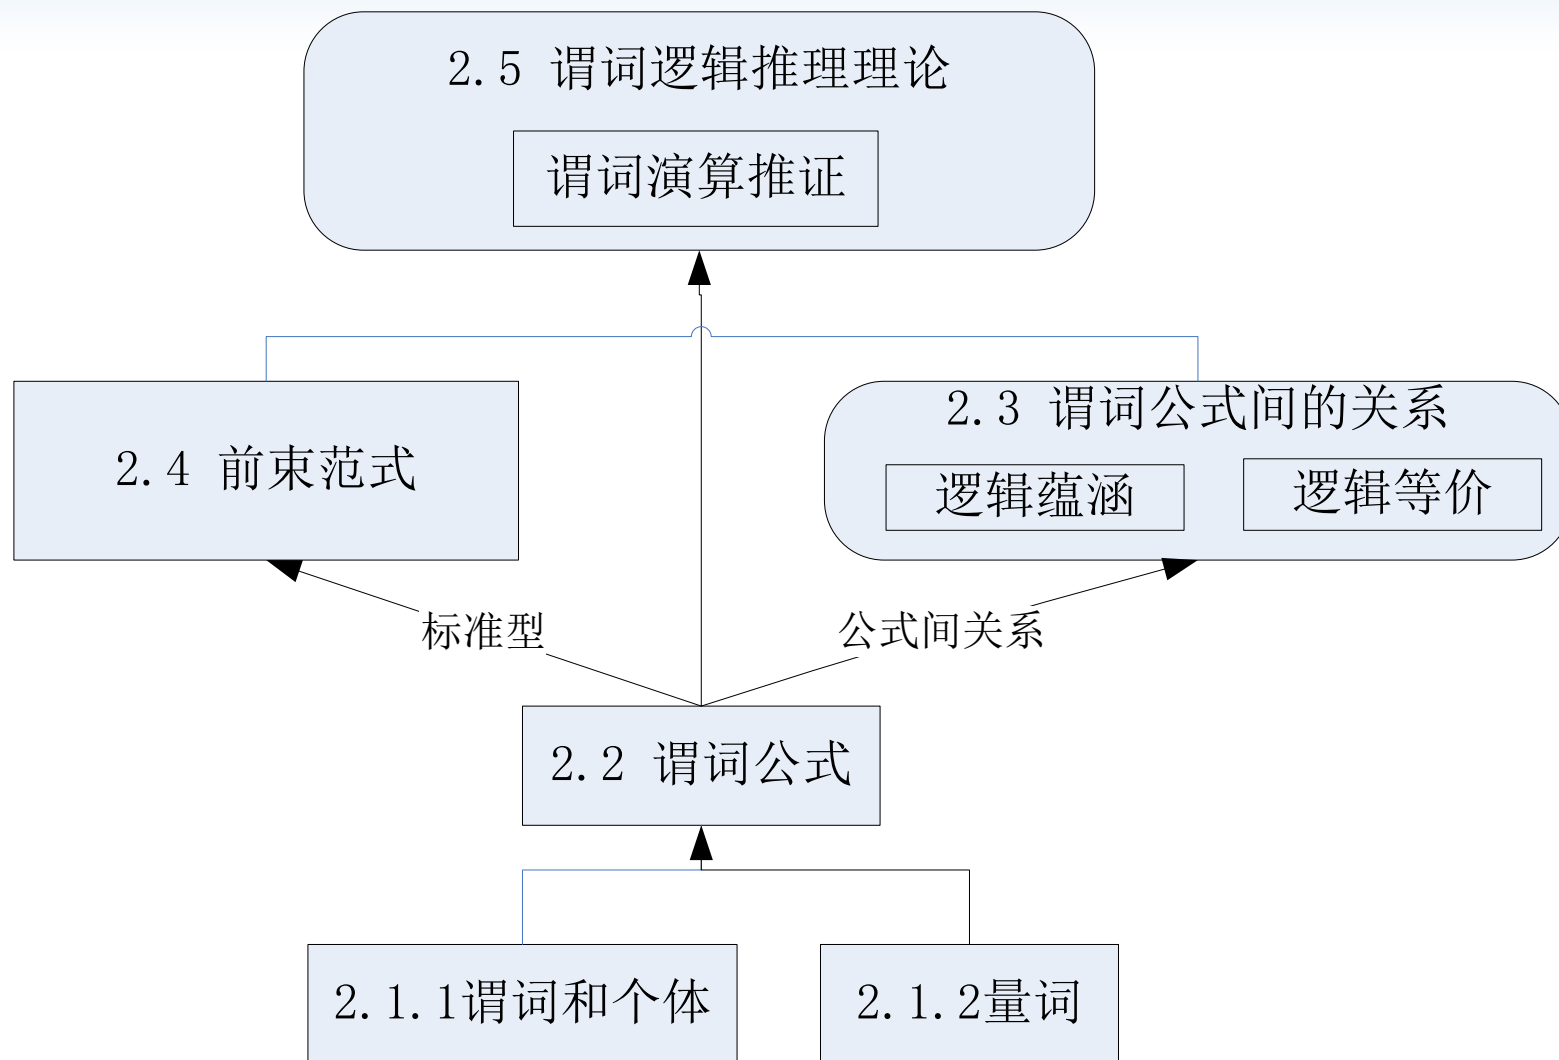 2.5 谓词逻辑推理理论
谓词演算推证
2.4 前束范式
2.3 谓词公式间的关系
逻辑蕴涵
逻辑等价
标准型
公式间关系
2.2 谓词公式
2.1.1谓词和个体
2.1.2量词